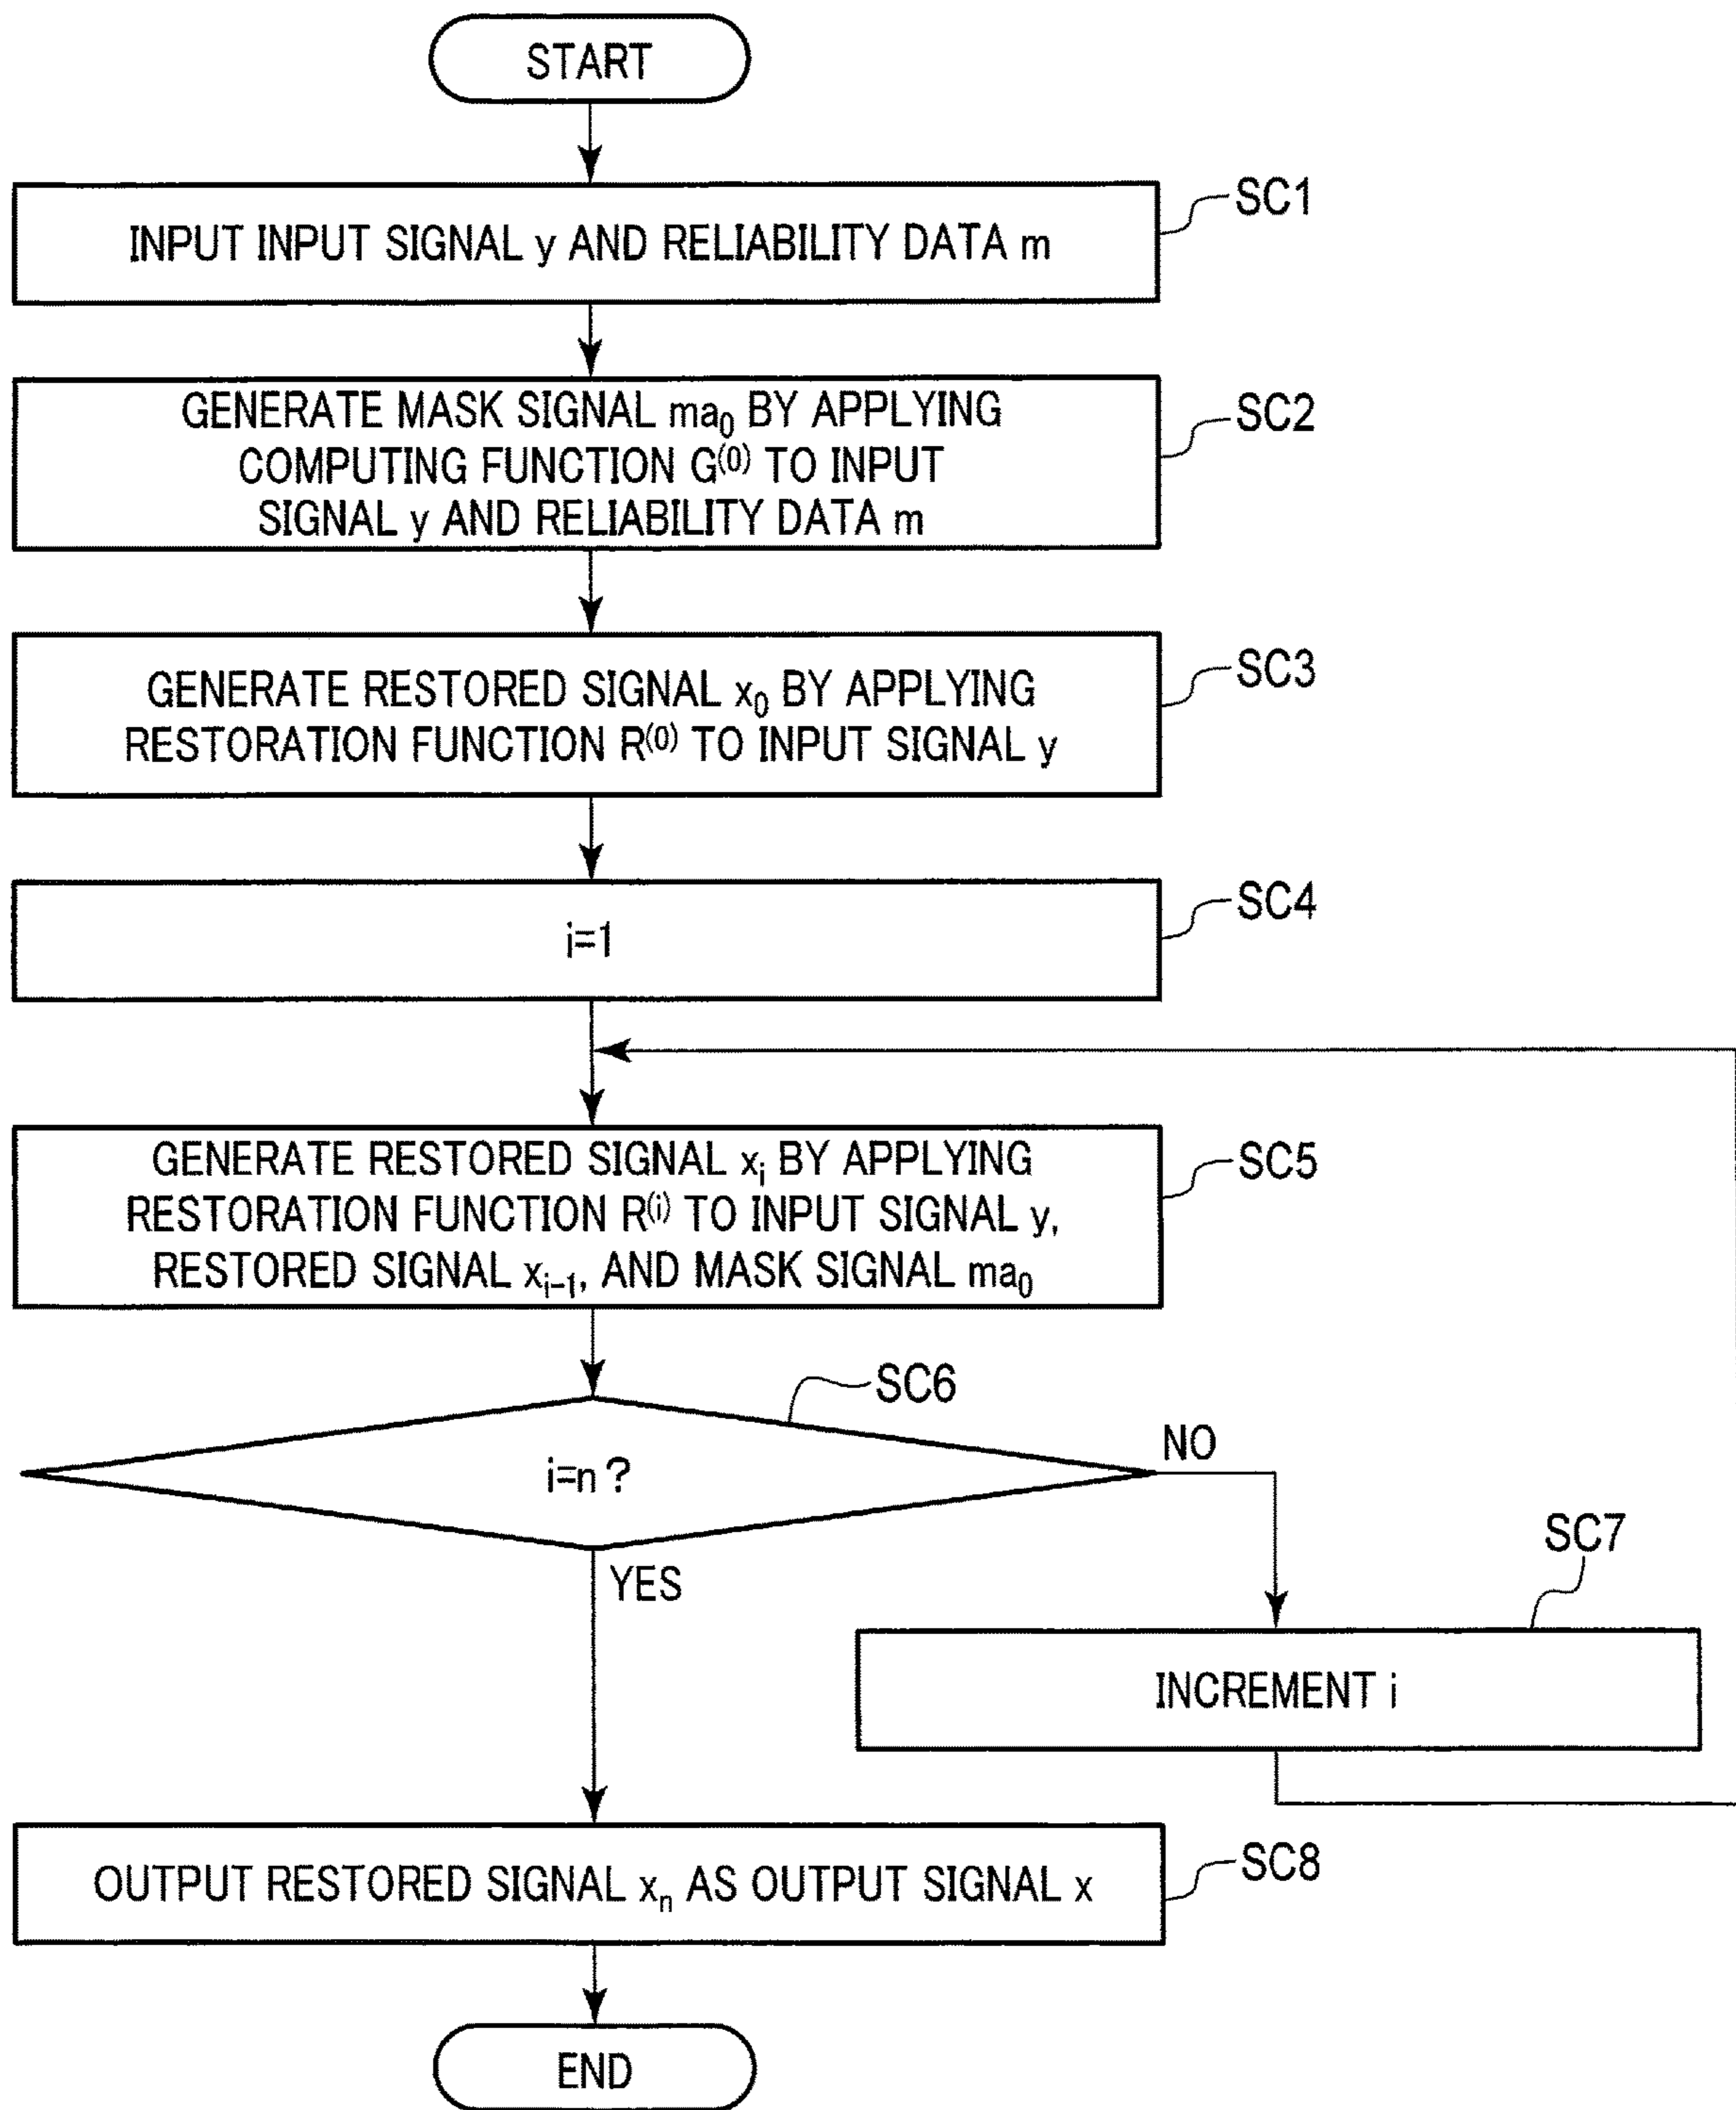 START
SC1
INPUT INPUT SIGNAL y AND RELIABILITY DATA m
SC2
GENERATE MASK SIGNAL ma₀ BY APPLYING
COMPUTING FUNCTION G⁽⁰⁾ TO INPUT
SIGNAL y AND RELIABILITY DATA m
SC3
GENERATE RESTORED SIGNAL x₀ BY APPLYING
RESTORATION FUNCTION R⁽⁰⁾ TO INPUT SIGNAL y
SC4
i=1
SC5
GENERATE RESTORED SIGNAL xᵢ BY APPLYING
RESTORATION FUNCTION R⁽ⁱ⁾ TO INPUT SIGNAL y,
RESTORED SIGNAL xᵢ₋₁, AND MASK SIGNAL ma₀
SC6
i=n ?
NO
YES
SC7
INCREMENT i
SC8
OUTPUT RESTORED SIGNAL xₙ AS OUTPUT SIGNAL x
END